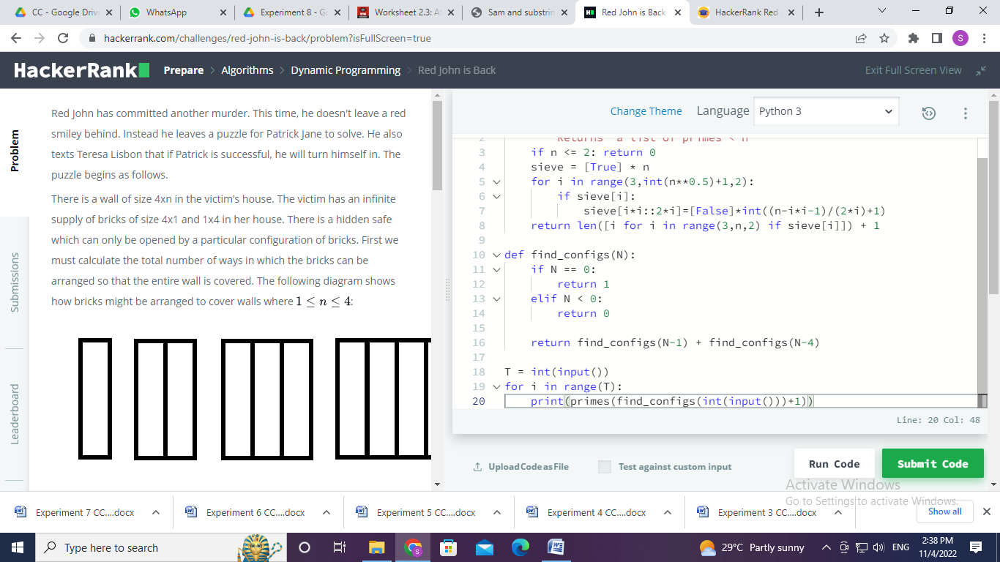 CC - Google Driv
WhatsApp
Experiment 8 - G
Worksheet 2.3: A
Sam and substrin
Red John is Back
HackerRank Red
hackerrank.com/challenges/red-john-is-back/problem?isFullScreen=true
S
HackerRank
Prepare > Algorithms > Dynamic Programming > Red John is Back
Exit Full Screen View
Problem
Submissions
Leaderboard
Red John has committed another murder. This time, he doesn't leave a red
smiley behind. Instead he leaves a puzzle for Patrick Jane to solve. He also
texts Teresa Lisbon that if Patrick is successful, he will turn himself in. The
puzzle begins as follows.
There is a wall of size 4xn in the victim's house. The victim has an infinite
supply of bricks of size 4x1 and 1x4 in her house. There is a hidden safe
which can only be opened by a particular configuration of bricks. First we
must calculate the total number of ways in which the bricks can be
arranged so that the entire wall is covered. The following diagram shows
how bricks might be arranged to cover walls where 1 ≤ n ≤ 4:
Change Theme Language Python 3
2 Returns a list of primes < n
3 if n <= 2: return 0
4 sieve = [True] * n
5 for i in range(3,int(n**0.5)+1,2):
6 if sieve[i]:
7 sieve[i*i::2*i]=[False]*int((n-i*i-1)/(2*i)+1)
8 return len([i for i in range(3,n,2) if sieve[i]]) + 1
9
10 def find_configs(N):
11 if N == 0:
12 return 1
13 elif N < 0:
14 return 0
15
16 return find_configs(N-1) + find_configs(N-4)
17
18 T = int(input())
19 for i in range(T):
20 print(primes(find_configs(int(input()))+1))
Line: 20 Col: 48
Upload Code as File
Test against custom input
Run Code
Submit Code
Activate Windows
Go to Settings to activate Windows.
Experiment 7 CC....docx
Experiment 6 CC....docx
Experiment 5 CC....docx
Experiment 4 CC....docx
Experiment 3 CC....docx
Show all
Type here to search
29°C Partly sunny
ENG
2:38 PM
11/4/2022